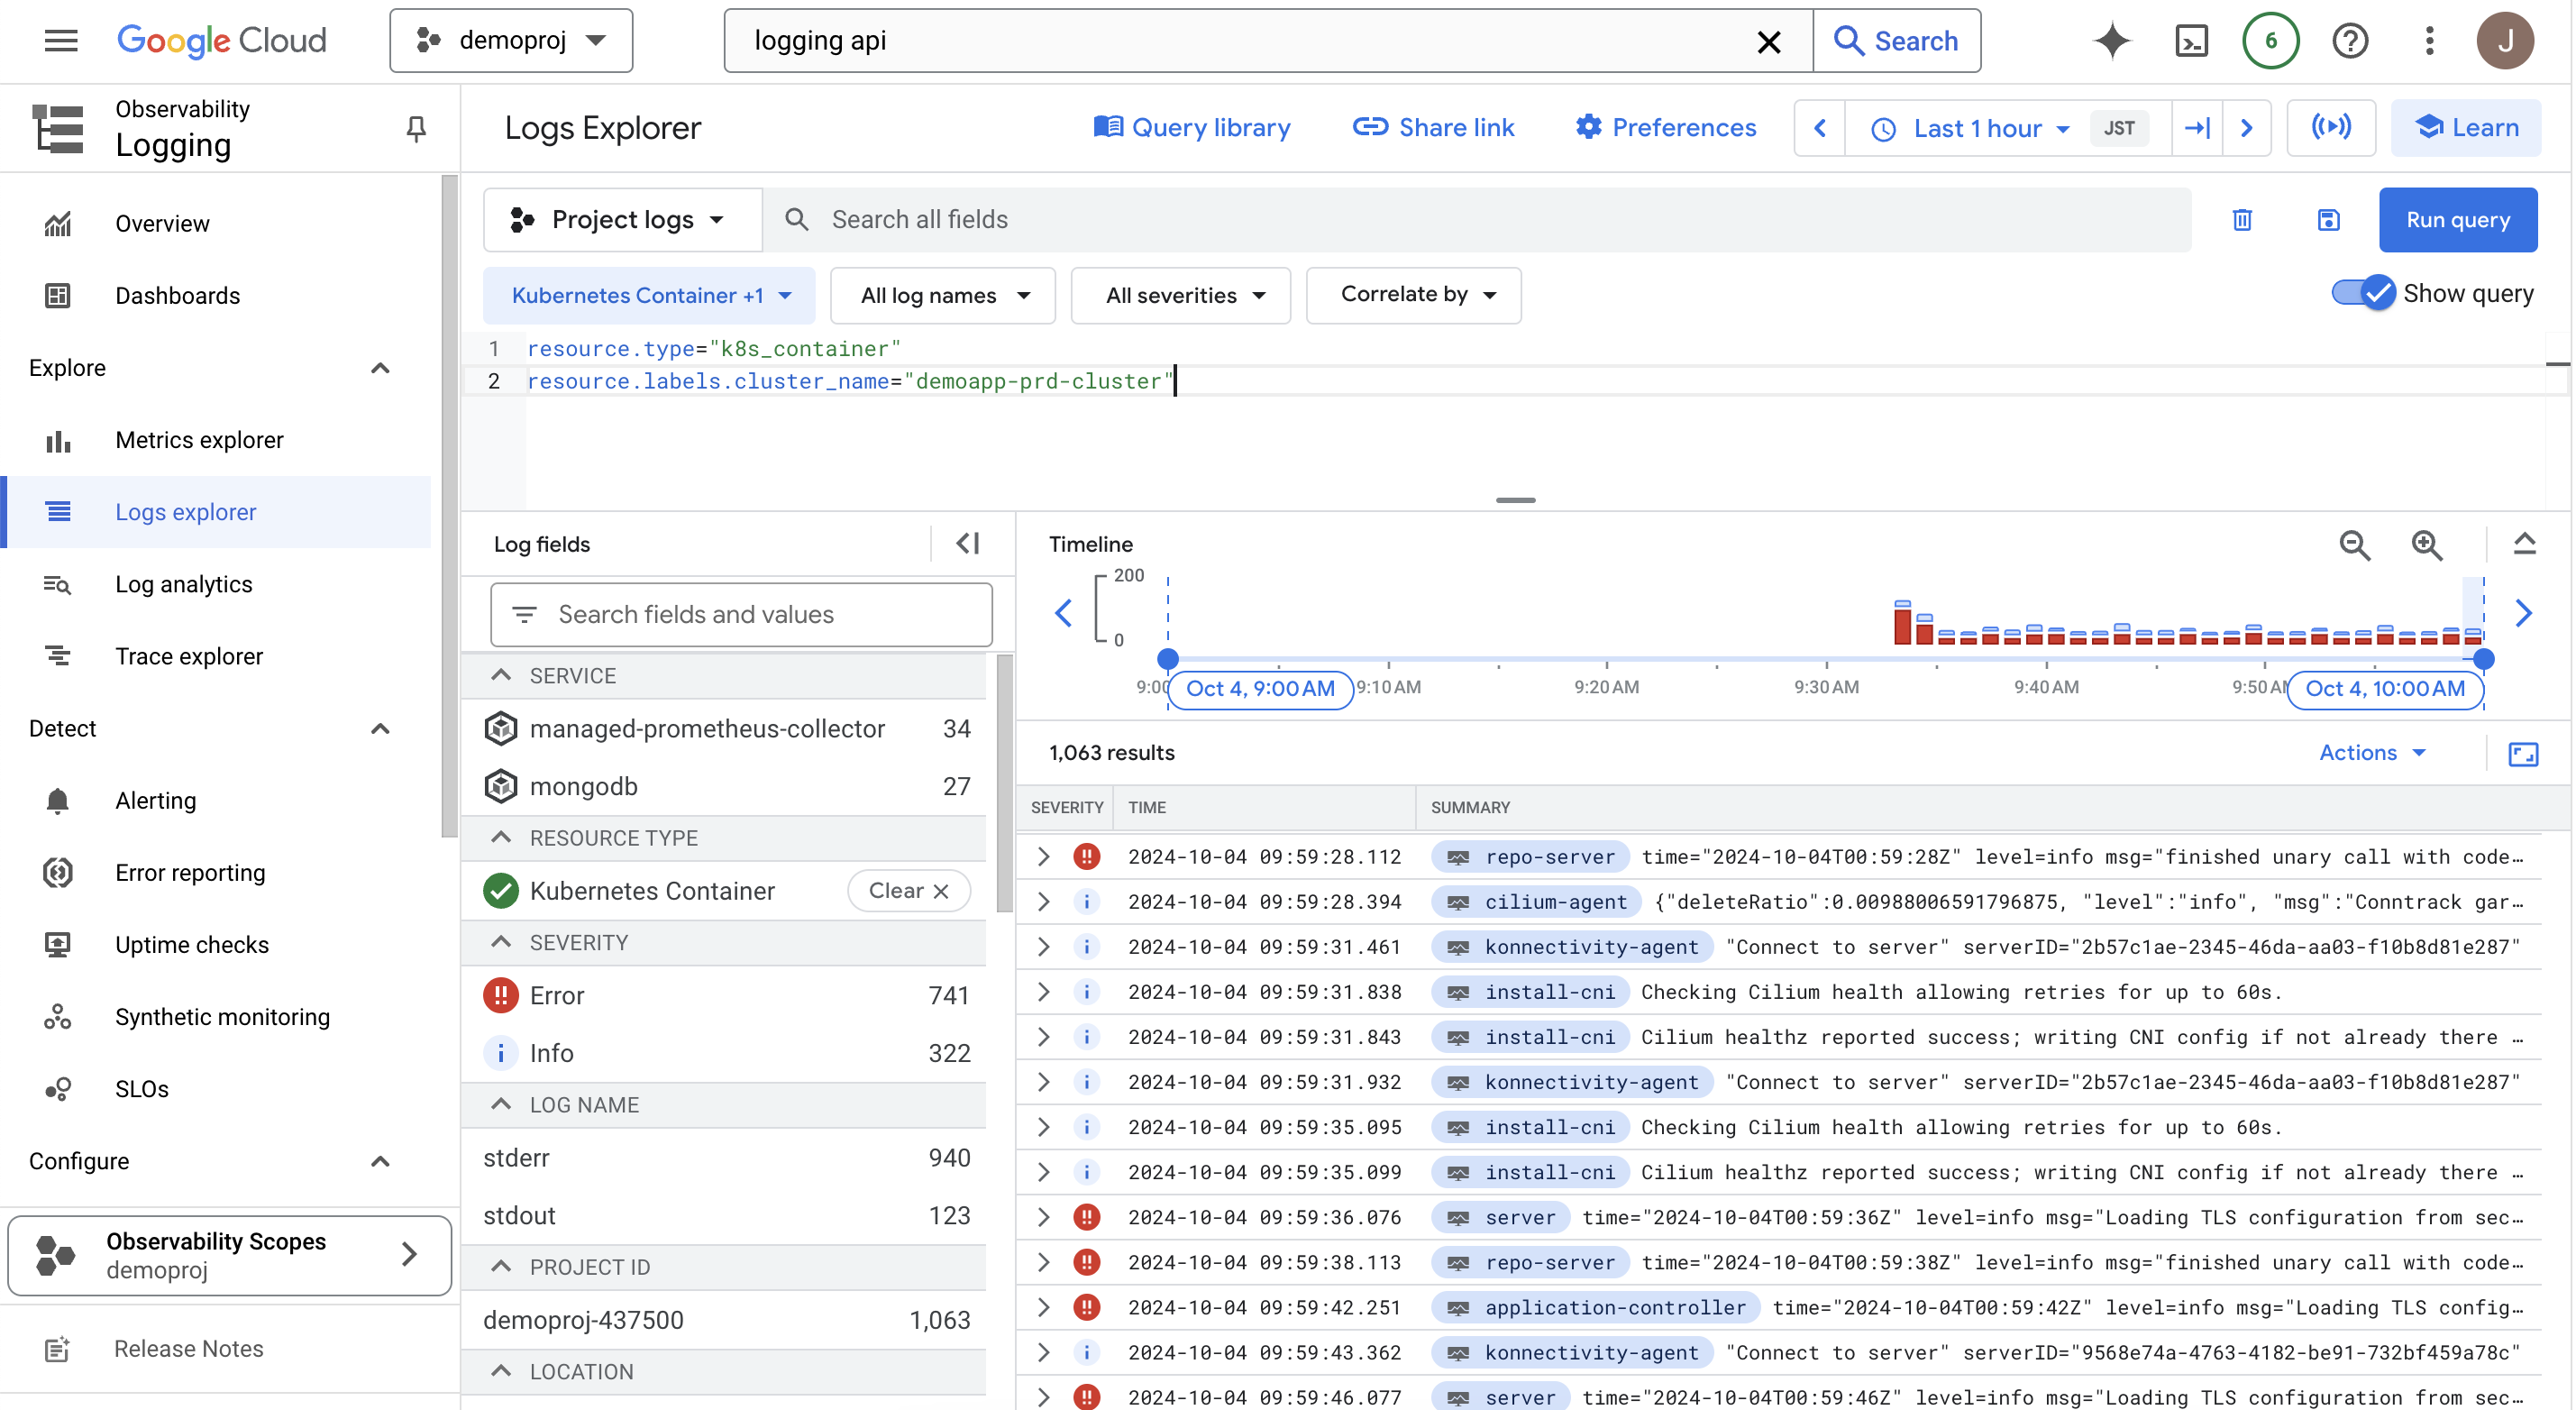 Google Cloud
demoproj
logging api
Search
6
J
Observability
Logging
Overview
Dashboards
Explore
Metrics explorer
Logs explorer
Log analytics
Trace explorer
Detect
Alerting
Error reporting
Uptime checks
Synthetic monitoring
SLOs
Configure
Observability Scopes
demoproj
Release Notes
Logs Explorer
Query library
Share link
Preferences
Last 1 hour
JST
Learn
Project logs
Search all fields
Run query
Kubernetes Container +1
All log names
All severities
Correlate by
Show query
1 resource.type="k8s_container"
2 resource.labels.cluster_name="demoapp-prd-cluster"
Log fields
Search fields and values
SERVICE
managed-prometheus-collector 34
mongodb 27
RESOURCE TYPE
Kubernetes Container Clear
SEVERITY
Error 741
Info 322
LOG NAME
stderr 940
stdout 123
PROJECT ID
demoproj-437500 1,063
LOCATION
Timeline
200
0
9:00 Oct 4, 9:00 AM 9:10 AM 9:20 AM 9:30 AM 9:40 AM 9:50 AM Oct 4, 10:00 AM
1,063 results
Actions
SEVERITY TIME SUMMARY
2024-10-04 09:59:28.112 repo-server time="2024-10-04T00:59:28Z" level=info msg="finished unary call with code…
2024-10-04 09:59:28.394 cilium-agent {"deleteRatio":0.00988006591796875, "level":"info", "msg":"Conntrack gar…
2024-10-04 09:59:31.461 konnectivity-agent "Connect to server" serverID="2b57c1ae-2345-46da-aa03-f10b8d81e287"
2024-10-04 09:59:31.838 install-cni Checking Cilium health allowing retries for up to 60s.
2024-10-04 09:59:31.843 install-cni Cilium healthz reported success; writing CNI config if not already there …
2024-10-04 09:59:31.932 konnectivity-agent "Connect to server" serverID="2b57c1ae-2345-46da-aa03-f10b8d81e287"
2024-10-04 09:59:35.095 install-cni Checking Cilium health allowing retries for up to 60s.
2024-10-04 09:59:35.099 install-cni Cilium healthz reported success; writing CNI config if not already there …
2024-10-04 09:59:36.076 server time="2024-10-04T00:59:36Z" level=info msg="Loading TLS configuration from sec…
2024-10-04 09:59:38.113 repo-server time="2024-10-04T00:59:38Z" level=info msg="finished unary call with code…
2024-10-04 09:59:42.251 application-controller time="2024-10-04T00:59:42Z" level=info msg="Loading TLS config…
2024-10-04 09:59:43.362 konnectivity-agent "Connect to server" serverID="9568e74a-4763-4182-be91-732bf459a78c"
2024-10-04 09:59:46.077 server time="2024-10-04T00:59:46Z" level=info msg="Loading TLS configuration from sec…